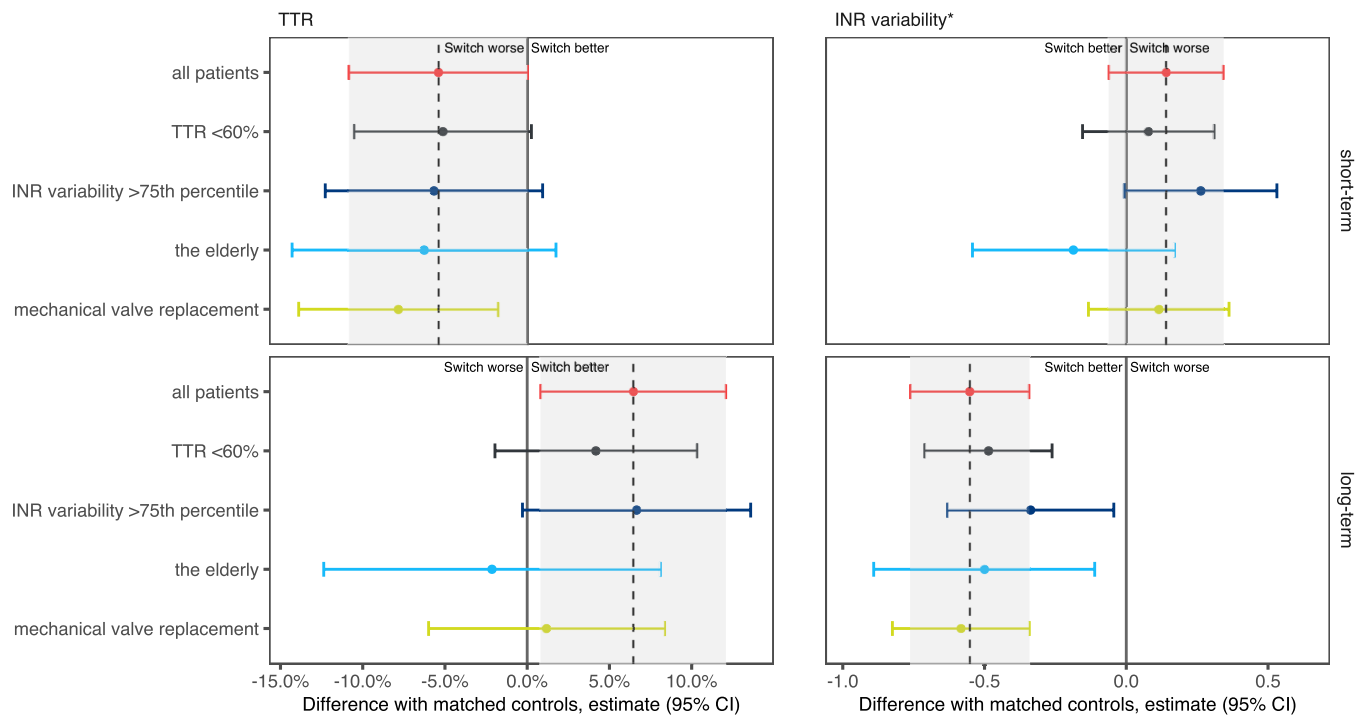 TTR
INR variability*
Switch worse
Switch better
Switch better
Switch worse
all patients
TTR <60%
INR variability >75th percentile
the elderly
mechanical valve replacement
short-term
Switch worse
Switch better
Switch better
Switch worse
all patients
TTR <60%
INR variability >75th percentile
the elderly
mechanical valve replacement
long-term
-15.0%
-10.0%
-5.0%
0.0%
5.0%
10.0%
-1.0
-0.5
0.0
0.5
Difference with matched controls, estimate (95% CI)
Difference with matched controls, estimate (95% CI)